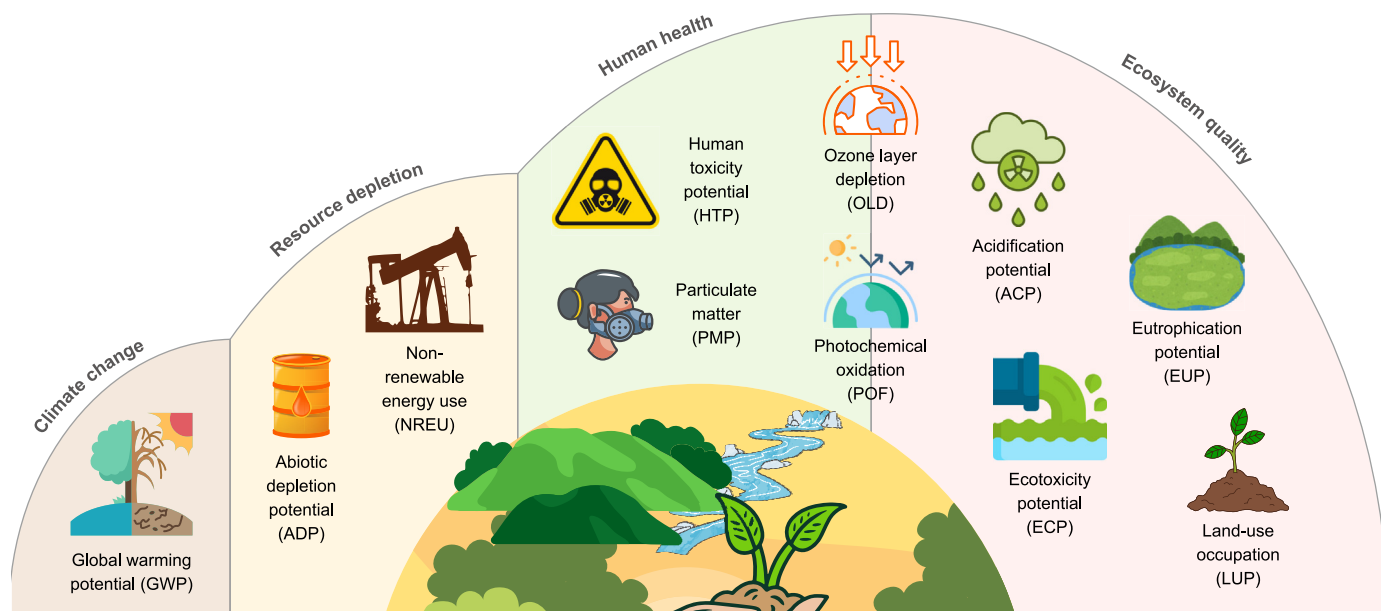 Climate change
Global warming
potential (GWP)
Resource depletion
Abiotic
depletion
potential
(ADP)
Non-
renewable
energy use
(NREU)
Human health
Human
toxicity
potential
(HTP)
Particulate
matter
(PMP)
Ozone layer
depletion
(OLD)
Photochemical
oxidation
(POF)
Ecosystem quality
Acidification
potential
(ACP)
Eutrophication
potential
(EUP)
Ecotoxicity
potential
(ECP)
Land-use
occupation
(LUP)